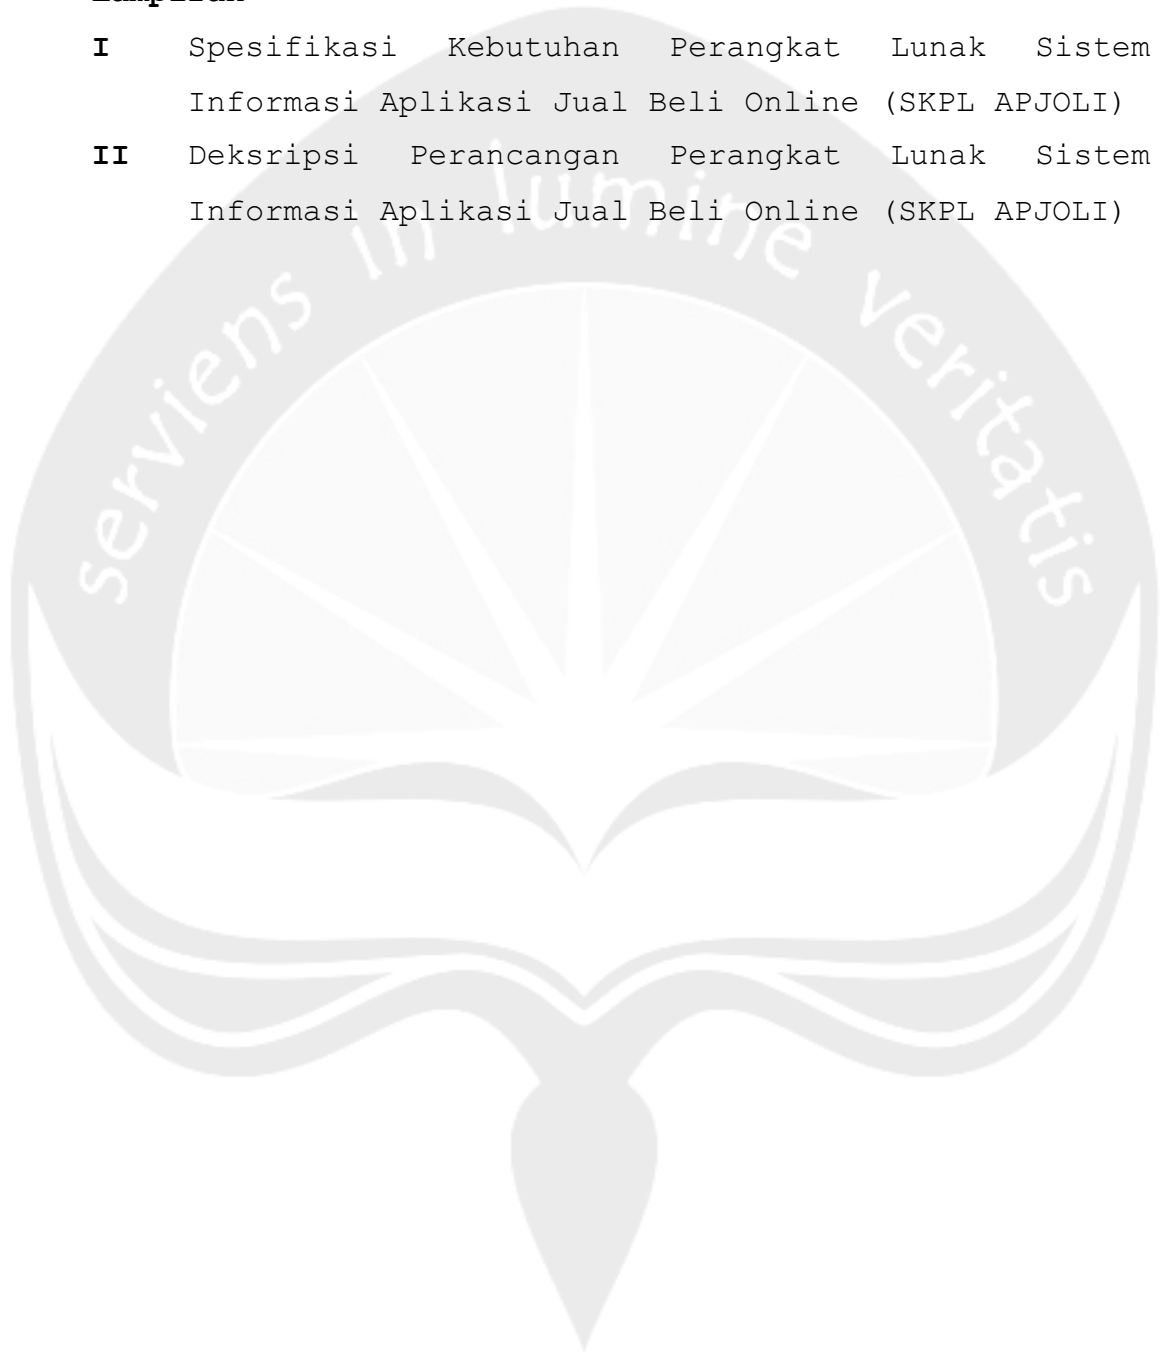 I Spesifikasi Kebutuhan Perangkat Lunak Sistem
Informasi Aplikasi Jual Beli Online (SKPL APJOLI)
II Deksripsi Perancangan Perangkat Lunak Sistem
Informasi Aplikasi Jual Beli Online (SKPL APJOLI)
serviens in lumine veritatis